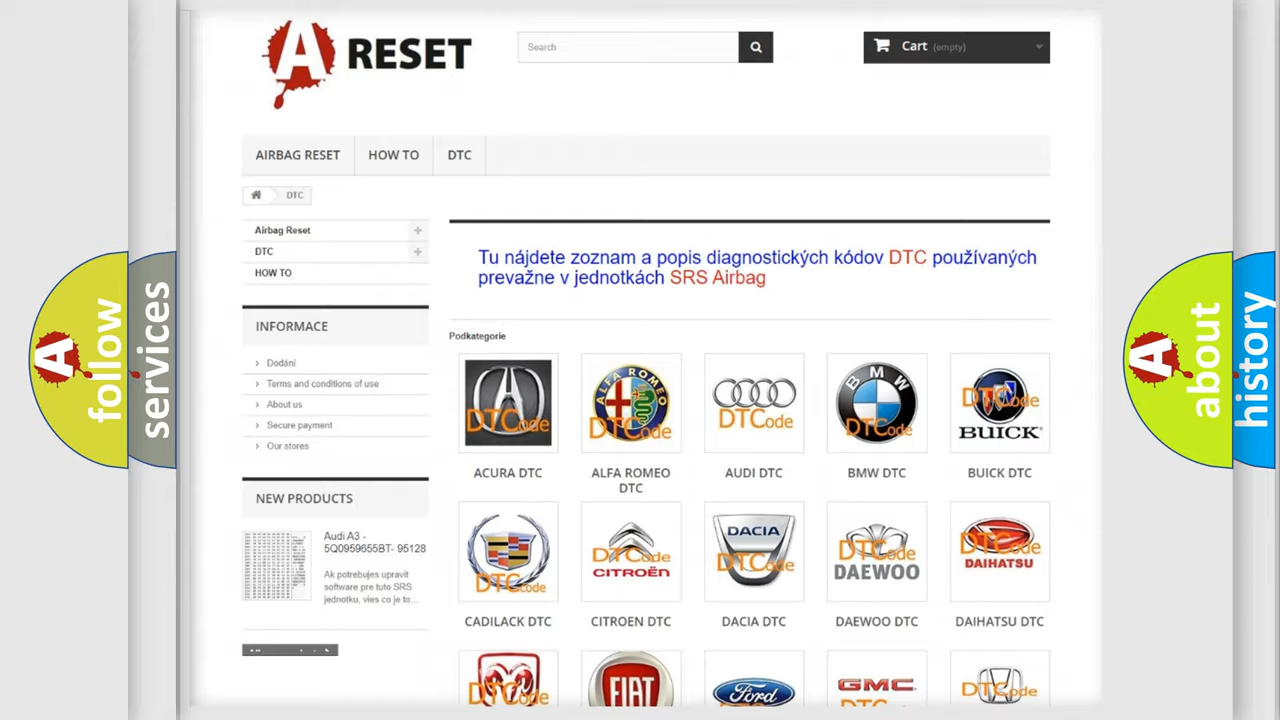 A RESET
Search
Cart (empty)
AIRBAG RESET
HOW TO
DTC
DTC
Airbag Reset
DTC
HOW TO
INFORMACE
Dodání
Terms and conditions of use
About us
Secure payment
Our stores
NEW PRODUCTS
Audi A3 -
5Q0959655BT- 95128
Ak potrebujes upravit
software pre tuto SRS
jednotku, vies co je to...
Tu nájdete zoznam a popis diagnostických kódov DTC používaných
prevažne v jednotkách SRS Airbag
Podkategorie
DTCode
ALFA ROMEO
DTCode
DTCode
BMW
DTCode
DTCode
BUICK
ACURA DTC
ALFA ROMEO
DTC
AUDI DTC
BMW DTC
BUICK DTC
DTCode
DTCode
CITROËN
DACIA
DTCode
DTCode
DAEWOO
DTCode
DAIHATSU
CADILACK DTC
CITROEN DTC
DACIA DTC
DAEWOO DTC
DAIHATSU DTC
DTCode
FIAT
Ford
GMC
DTCode
A follow
services
A about
history